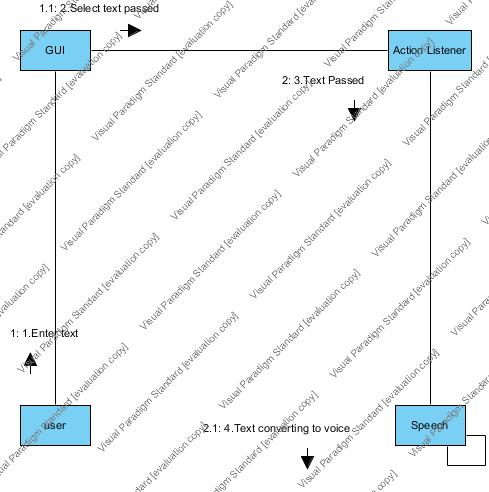 1.1: 2.Select text passed
GUI
Action Listener
2: 3.Text Passed
1: 1.Enter text
user
2.1: 4.Text converting to voice
Speech
Visual Paradigm Standard [evaluation copy]